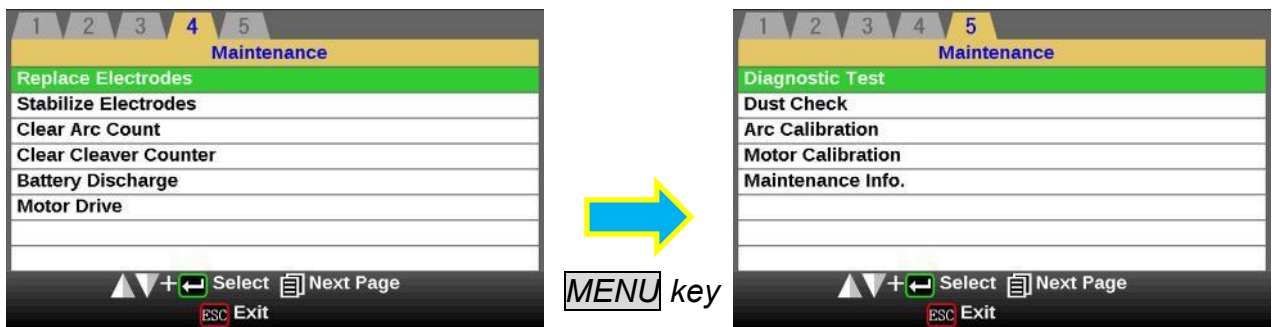 1 2 3 4 5
Maintenance
Replace Electrodes
Stabilize Electrodes
Clear Arc Count
Clear Cleaver Counter
Battery Discharge
Motor Drive
+ Select Next Page
ESC Exit
MENU key
1 2 3 4 5
Maintenance
Diagnostic Test
Dust Check
Arc Calibration
Motor Calibration
Maintenance Info.
+ Select Next Page
ESC Exit